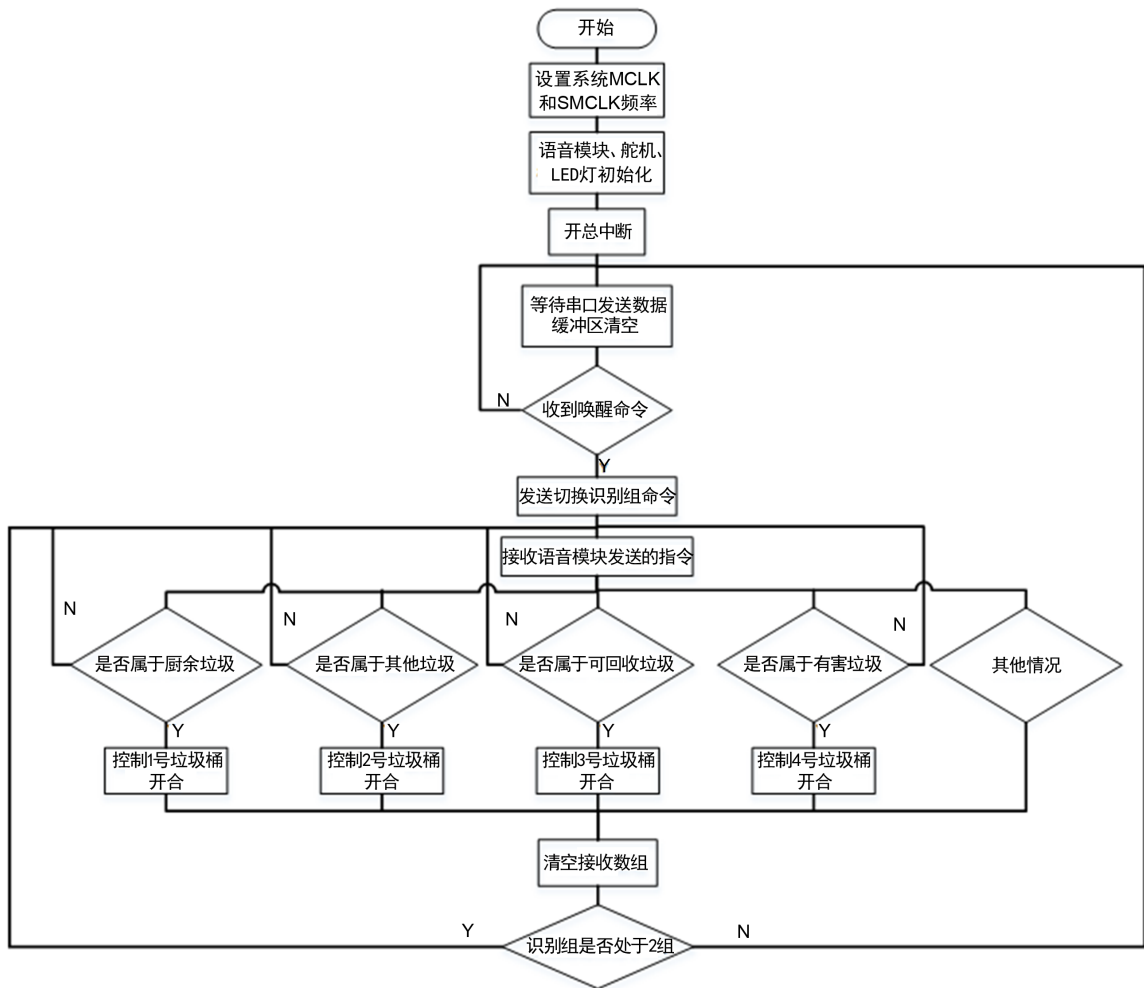 开始
设置系统MCLK
和SMCLK频率
语音模块、舵机、
LED灯初始化
开总中断
等待串口发送数据
缓冲区清空
N
收到唤醒命令
Y
发送切换识别组命令
接收语音模块发送的指令
N
N
N
N
是否属于厨余垃圾
是否属于其他垃圾
是否属于可回收垃圾
是否属于有害垃圾
其他情况
Y
Y
Y
Y
控制1号垃圾桶
开合
控制2号垃圾桶
开合
控制3号垃圾桶
开合
控制4号垃圾桶
开合
清空接收数组
Y
识别组是否处于2组
N